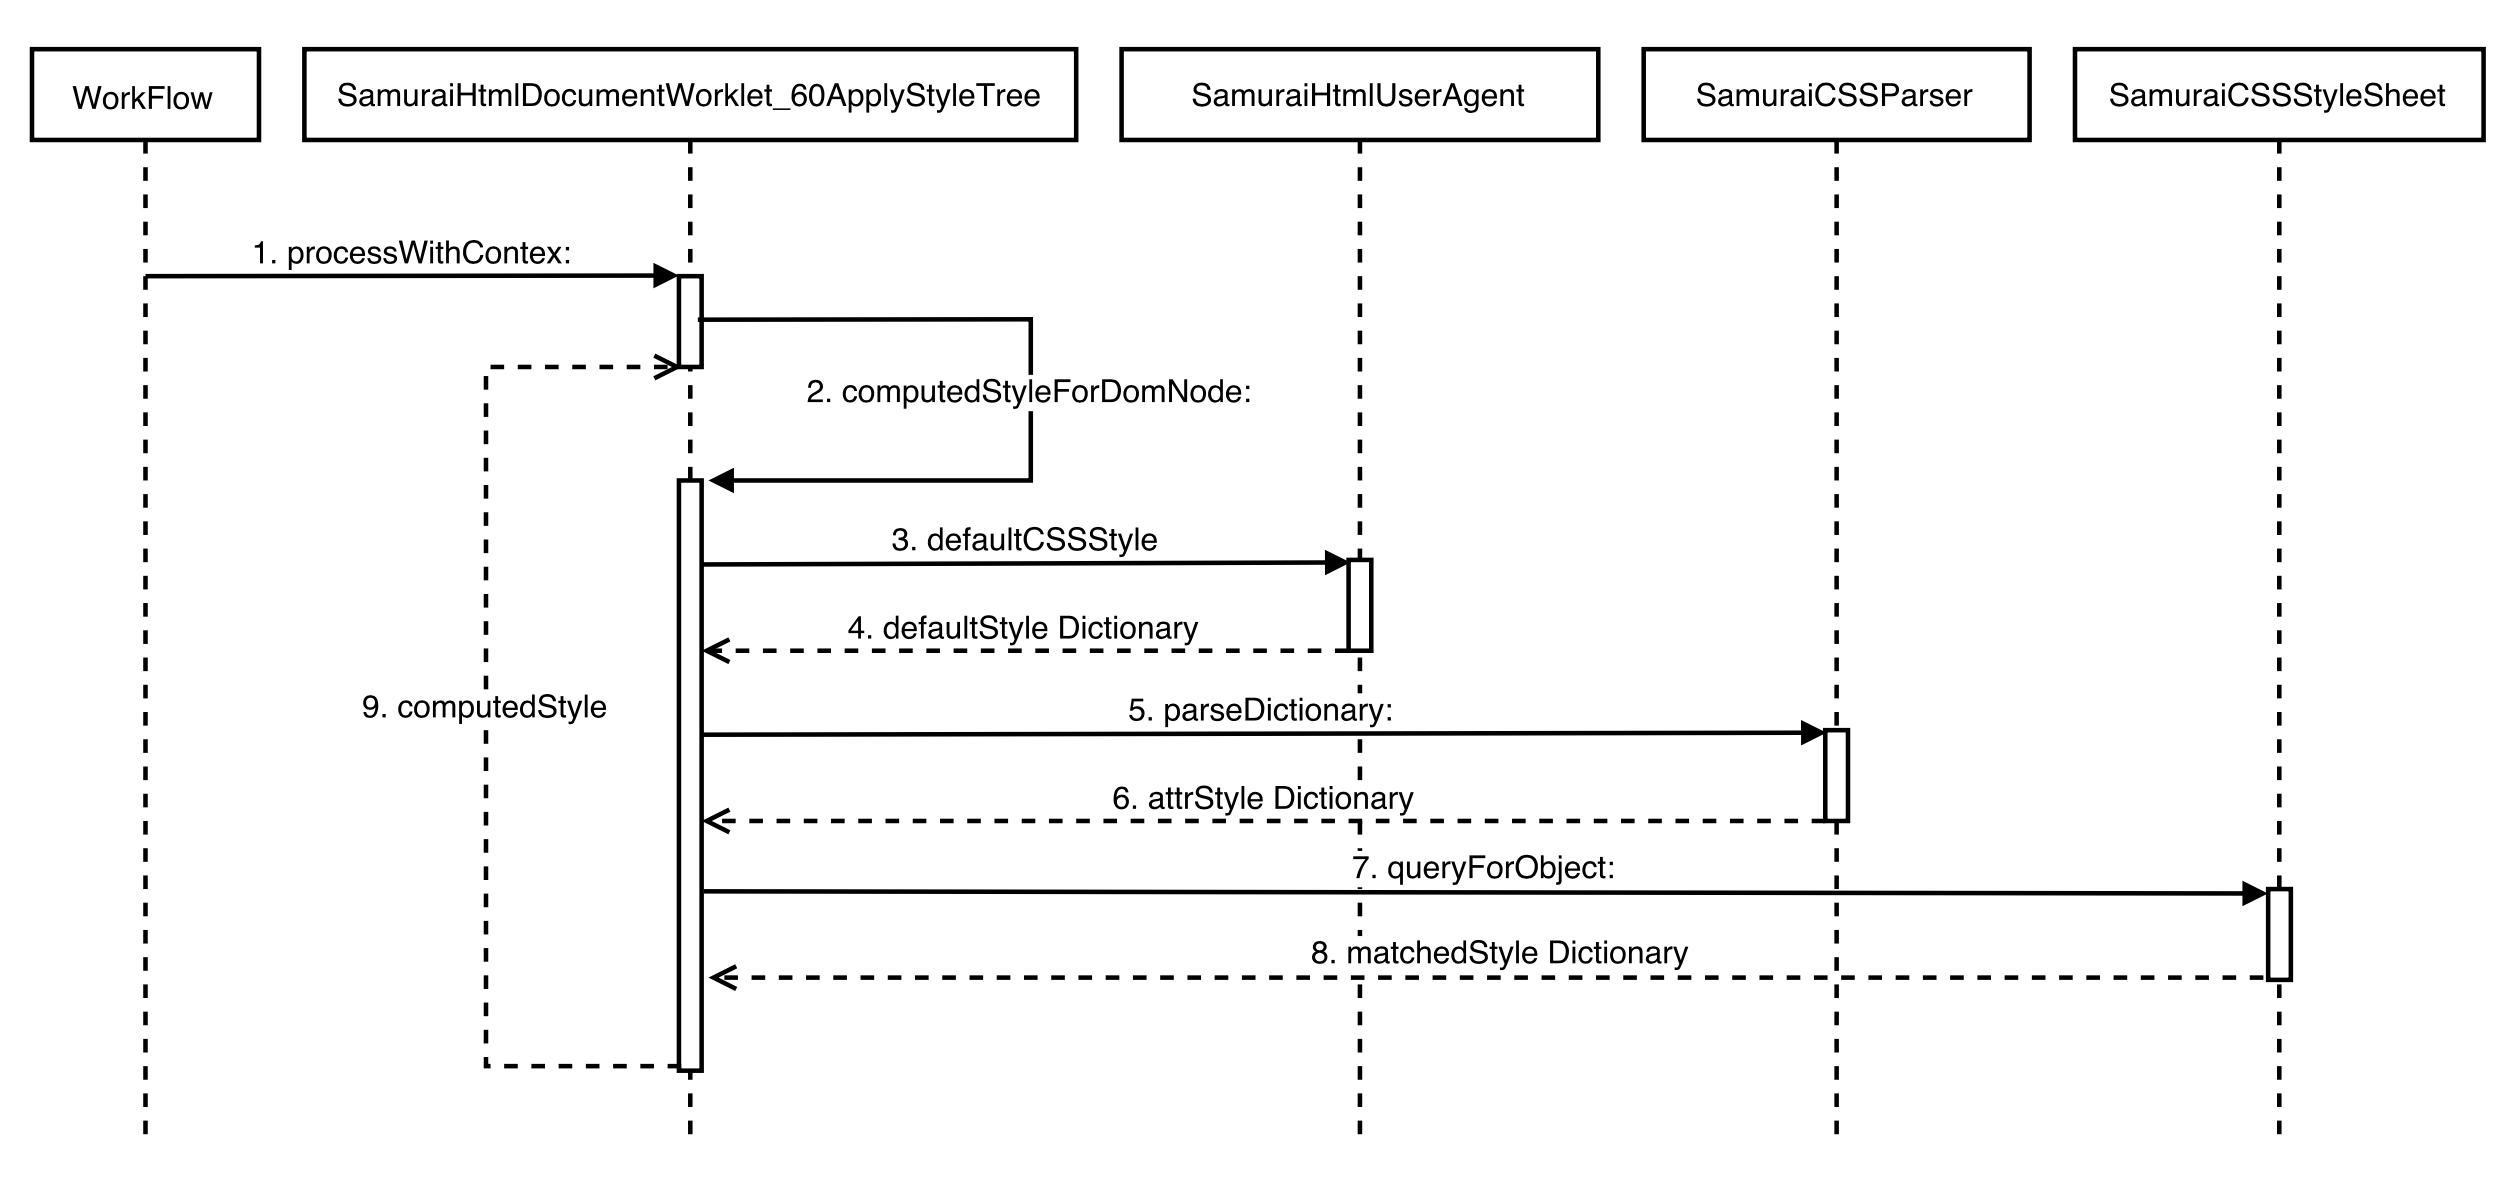 WorkFlow
SamuraiHtmlDocumentWorklet_60ApplyStyleTree
SamuraiHtmlUserAgent
SamuraiCSSParser
SamuraiCSSStyleSheet
1. processWithContex:
2. computedStyleForDomNode:
3. defaultCSSStyle
4. defaultStyle Dictionary
9. computedStyle
5. parseDictionary:
6. attrStyle Dictionary
7. queryForObject:
8. matchedStyle Dictionary